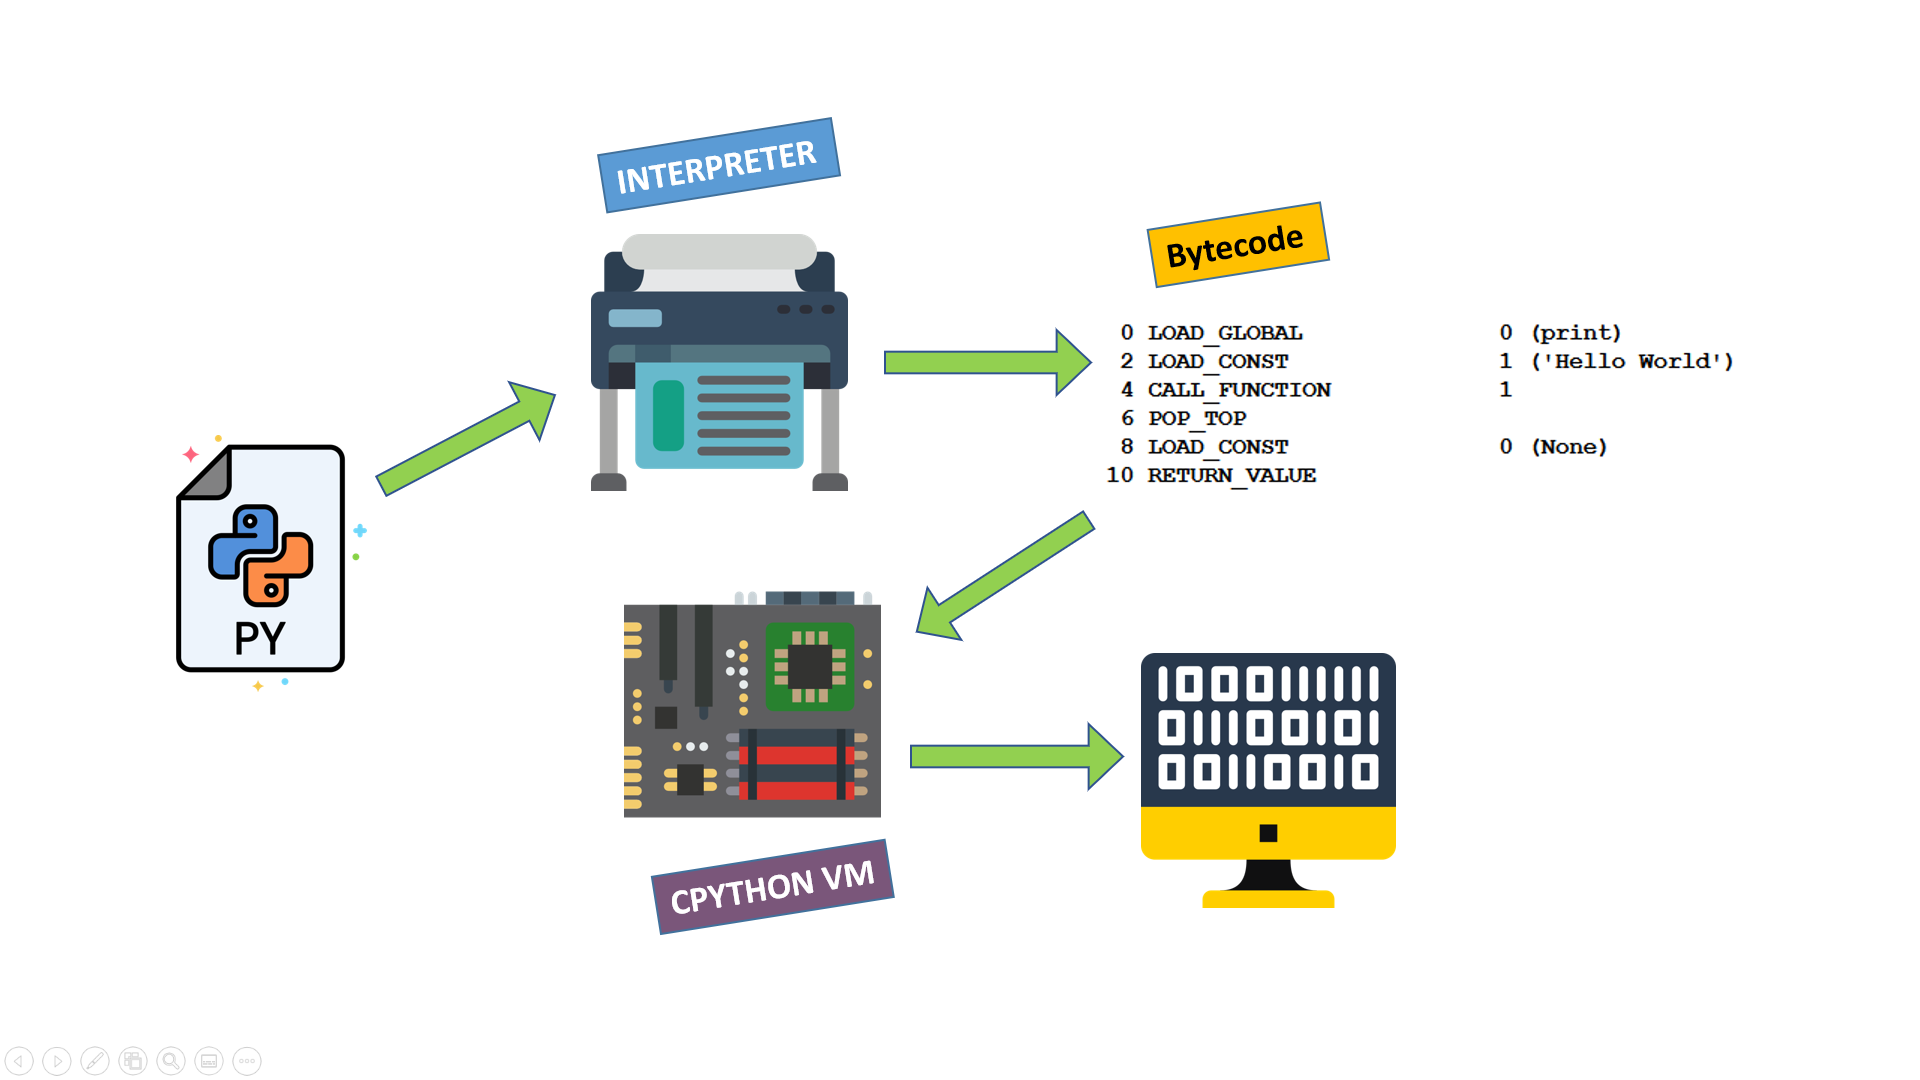 INTERPRETER
Bytecode
0 LOAD_GLOBAL 0 (print)
2 LOAD_CONST 1 ('Hello World')
4 CALL_FUNCTION 1
6 POP_TOP
8 LOAD_CONST 0 (None)
10 RETURN_VALUE
PY
1000111111
0111010101
0011000110
CPYTHON VM